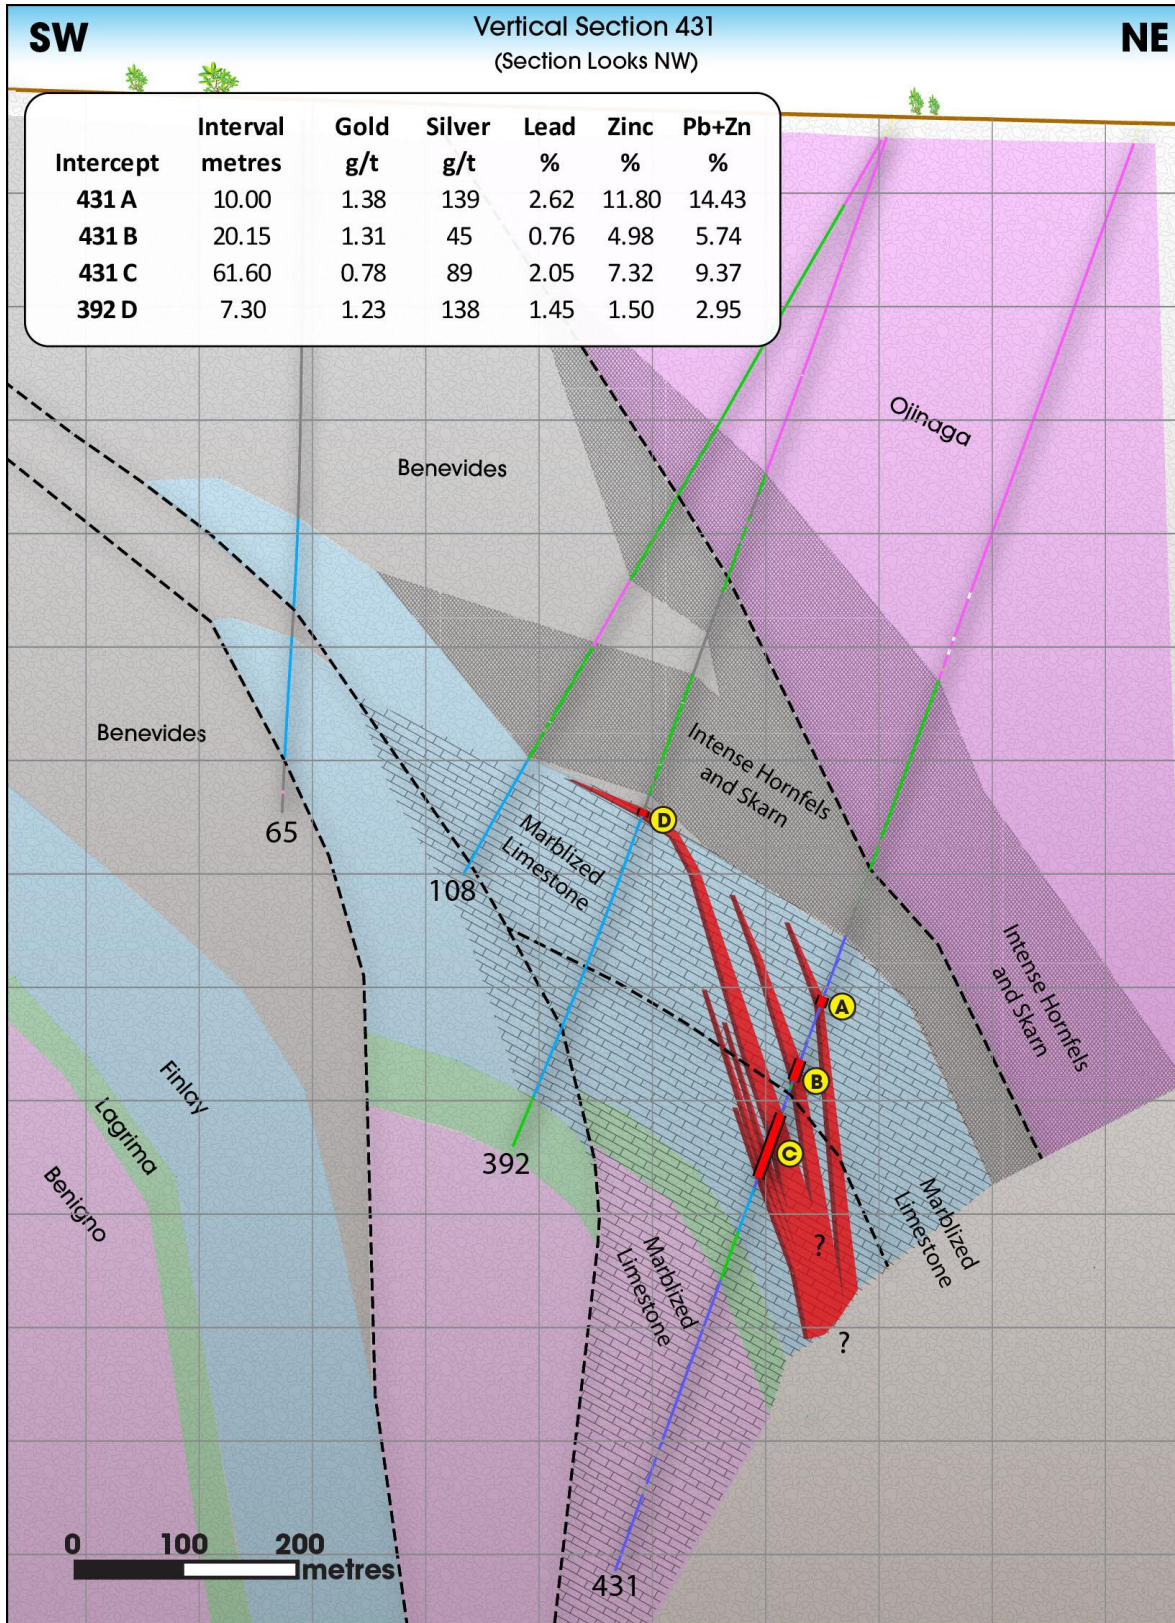 SW
Vertical Section 431
(Section Looks NW)
NE
Interval Gold Silver Lead Zinc Pb+Zn
Intercept metres g/t g/t % % %
431 A 10.00 1.38 139 2.62 11.80 14.43
431 B 20.15 1.31 45 0.76 4.98 5.74
431 C 61.60 0.78 89 2.05 7.32 9.37
392 D 7.30 1.23 138 1.45 1.50 2.95
Ojinaga
Benevides
Benevides
Intense Hornfels
and Skarn
65
D
Marblized
Limestone
108
Intense Hornfels
and Skarn
A
Finlay
B
Lagrima
C
392
Benigno
Marblized
Limestone
Marblized
Limestone
?
?
0 100 200
metres
431